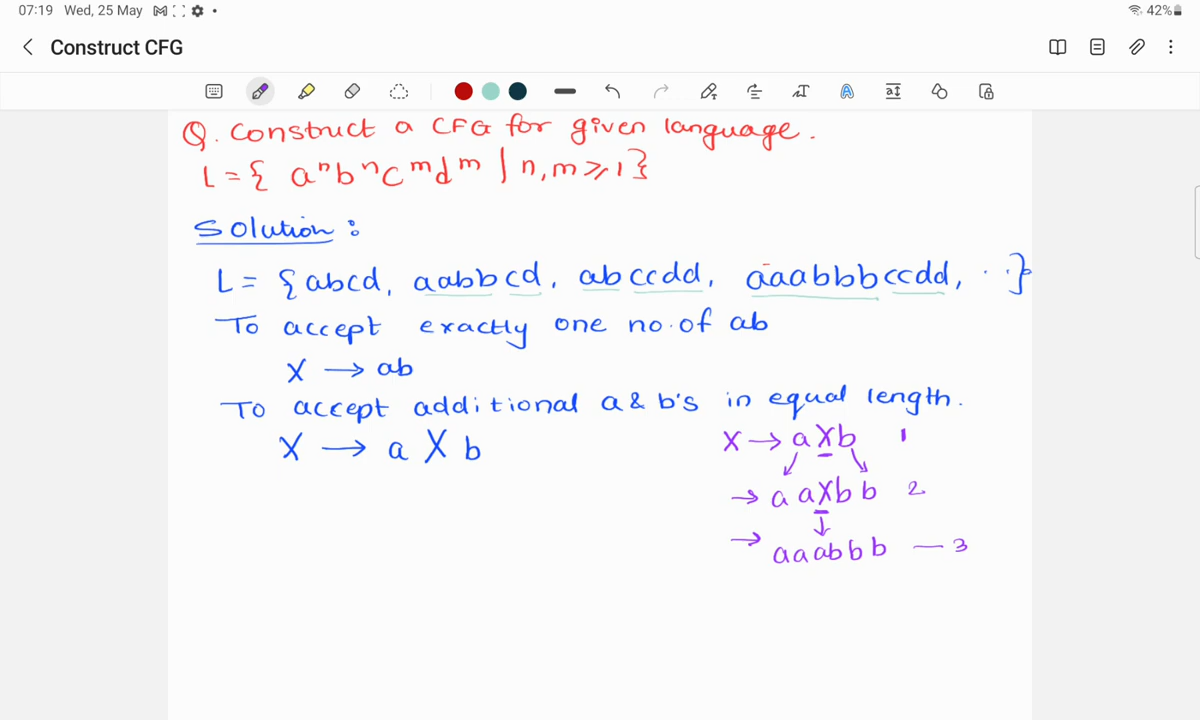 07:19 Wed, 25 May 42%
Construct CFG
Q. Construct a CFG for given language.
L = { aⁿbⁿcᵐdᵐ | n, m ≥ 1 }
Solution :
L = { abcd, aabbcd, abccdd, aaabbbccdd, . . }
To accept exactly one no. of ab
X → ab
To accept additional a & b's in equal length.
X → a X b
X → aXb 1
→ a aXb b 2
→ aaabbb — 3